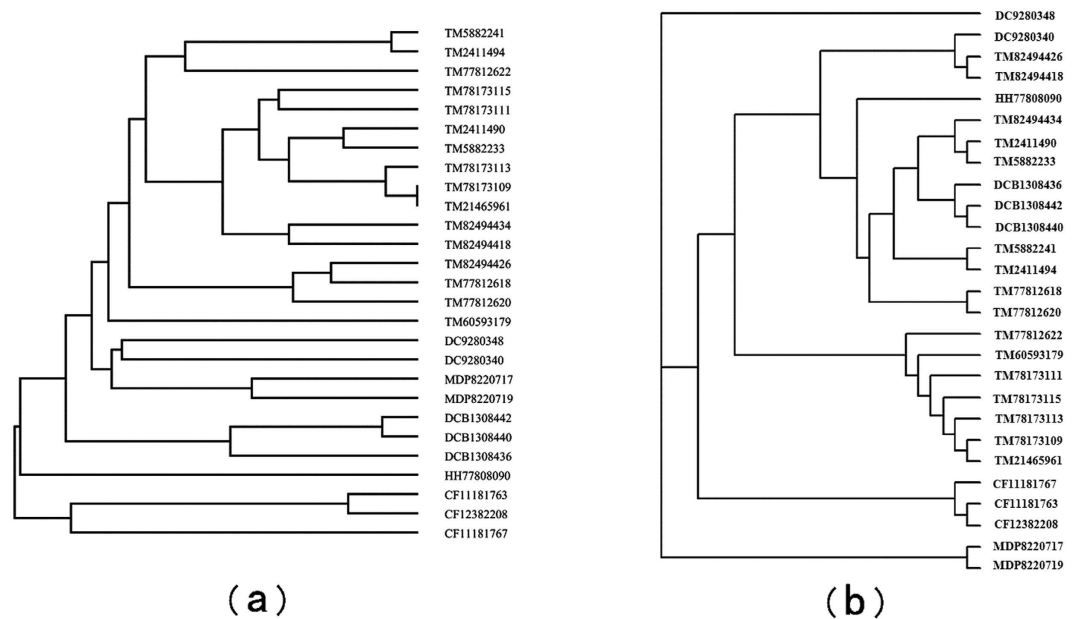 TM5882241
TM2411494
TM77812622
TM78173115
TM78173111
TM2411490
TM5882233
TM78173113
TM78173109
TM21465961
TM82494434
TM82494418
TM82494426
TM77812618
TM77812620
TM60593179
DC9280348
DC9280340
MDP8220717
MDP8220719
DCB1308442
DCB1308440
DCB1308436
HH77808090
CF11181763
CF12382208
CF11181767
(a)
DC9280348
DC9280340
TM82494426
TM82494418
HH77808090
TM82494434
TM2411490
TM5882233
DCB1308436
DCB1308442
DCB1308440
TM5882241
TM2411494
TM77812618
TM77812620
TM77812622
TM60593179
TM78173111
TM78173115
TM78173113
TM78173109
TM21465961
CF11181767
CF11181763
CF12382208
MDP8220717
MDP8220719
(b)